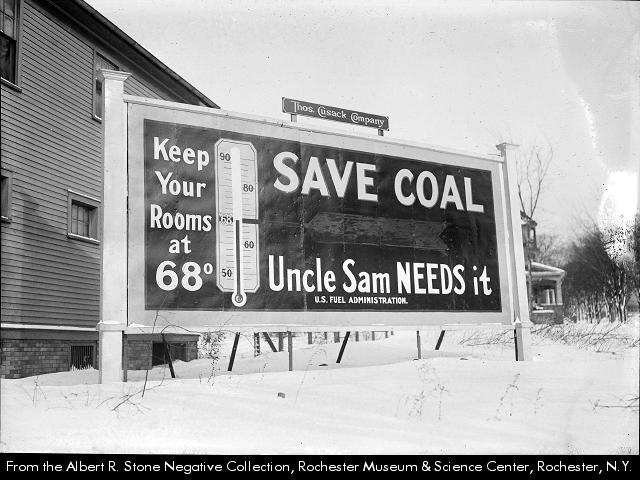 Thos. Cusack Company
Keep
Your
Rooms
at
68°
90
80
68
60
50
SAVE COAL
Uncle Sam NEEDS it
U.S. FUEL ADMINISTRATION.
From the Albert R. Stone Negative Collection, Rochester Museum & Science Center, Rochester, N.Y.